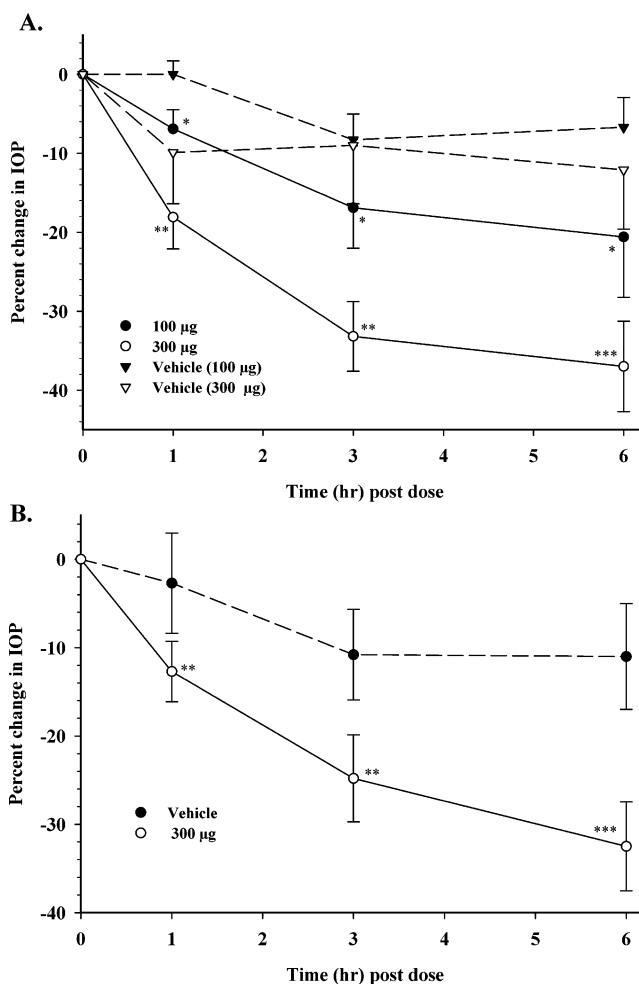 A.
Percent change in IOP
0
-10
-20
-30
-40
*
**
*
**
*
***
100 µg
300 µg
Vehicle (100 µg)
Vehicle (300 µg)
0 1 2 3 4 5 6
Time (hr) post dose
B.
Percent change in IOP
0
-10
-20
-30
-40
**
**
***
Vehicle
300 µg
0 1 2 3 4 5 6
Time (hr) post dose